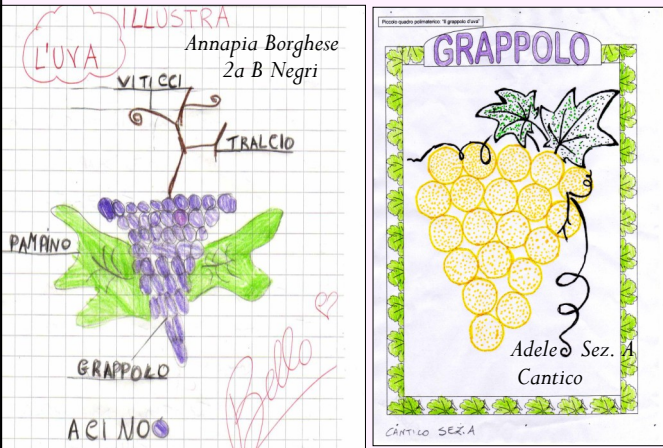 ILLUSTRA
L'UVA
Annapia Borghese
2a B Negri
VITICCI
TRALCIO
PAMPINO
GRAPPOLO
Bello
ACINO
Piccolo quadro polimaterico "Il grappolo d'uva"
GRAPPOLO
Adele Sez. A
Cantico
CANTICO SEZ. A